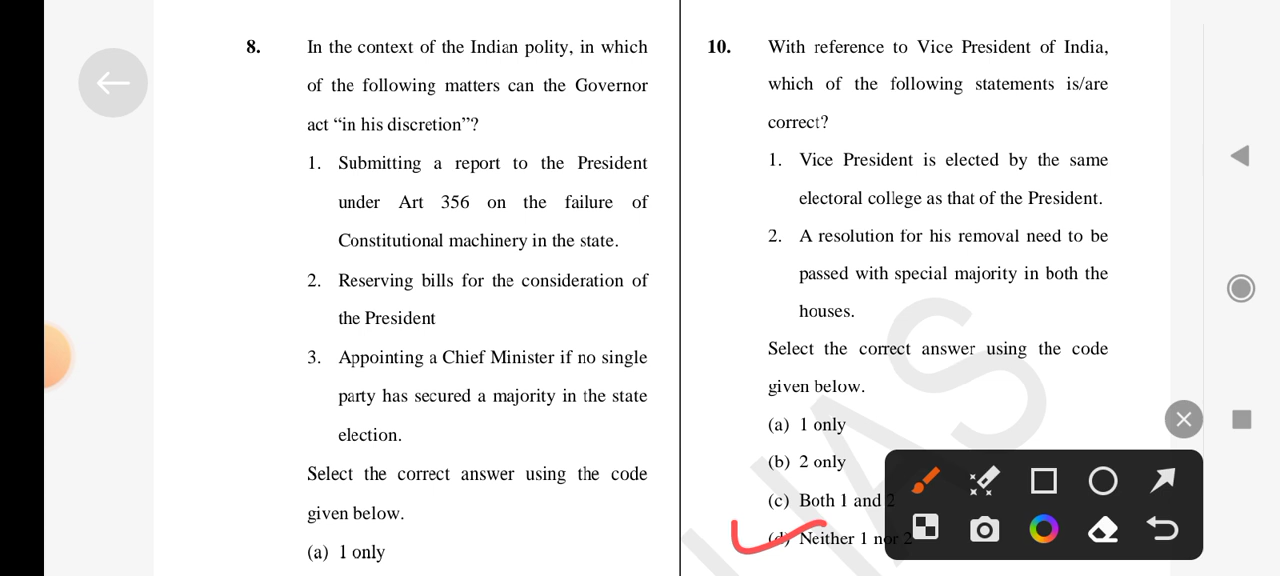 8.
In the context of the Indian polity, in which
of the following matters can the Governor
act “in his discretion”?
1. Submitting a report to the President
under Art 356 on the failure of
Constitutional machinery in the state.
2. Reserving bills for the consideration of
the President
3. Appointing a Chief Minister if no single
party has secured a majority in the state
election.
Select the correct answer using the code
given below.
(a) 1 only
10.
With reference to Vice President of India,
which of the following statements is/are
correct?
1. Vice President is elected by the same
electoral college as that of the President.
2. A resolution for his removal need to be
passed with special majority in both the
houses.
Select the correct answer using the code
given below.
(a) 1 only
(b) 2 only
(c) Both 1 and 2
(d) Neither 1 nor 2
IAS